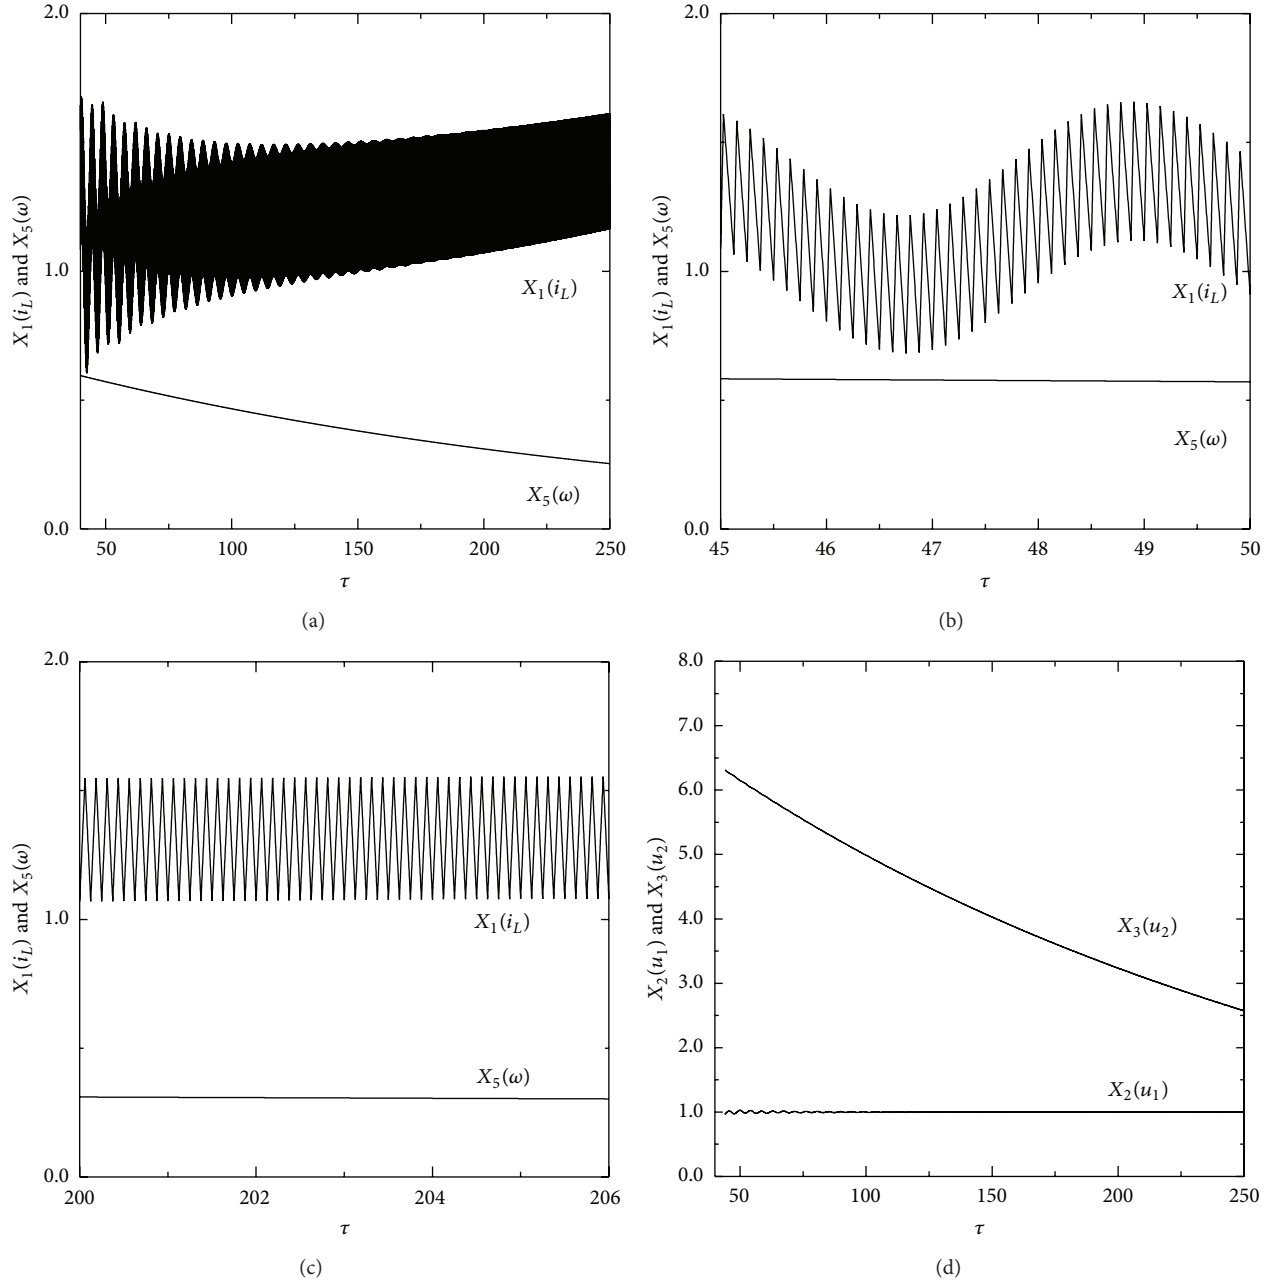 2.0
1.0
0.0
X1(iL) and X5(ω)
X1(iL)
X5(ω)
50 100 150 200 250
τ
(a)
2.0
1.0
0.0
X1(iL) and X5(ω)
X1(iL)
X5(ω)
45 46 47 48 49 50
τ
(b)
2.0
1.0
0.0
X1(iL) and X5(ω)
X1(iL)
X5(ω)
200 202 204 206
τ
(c)
8.0
7.0
6.0
5.0
4.0
3.0
2.0
1.0
0.0
X2(u1) and X3(u2)
X3(u2)
X2(u1)
50 100 150 200 250
τ
(d)